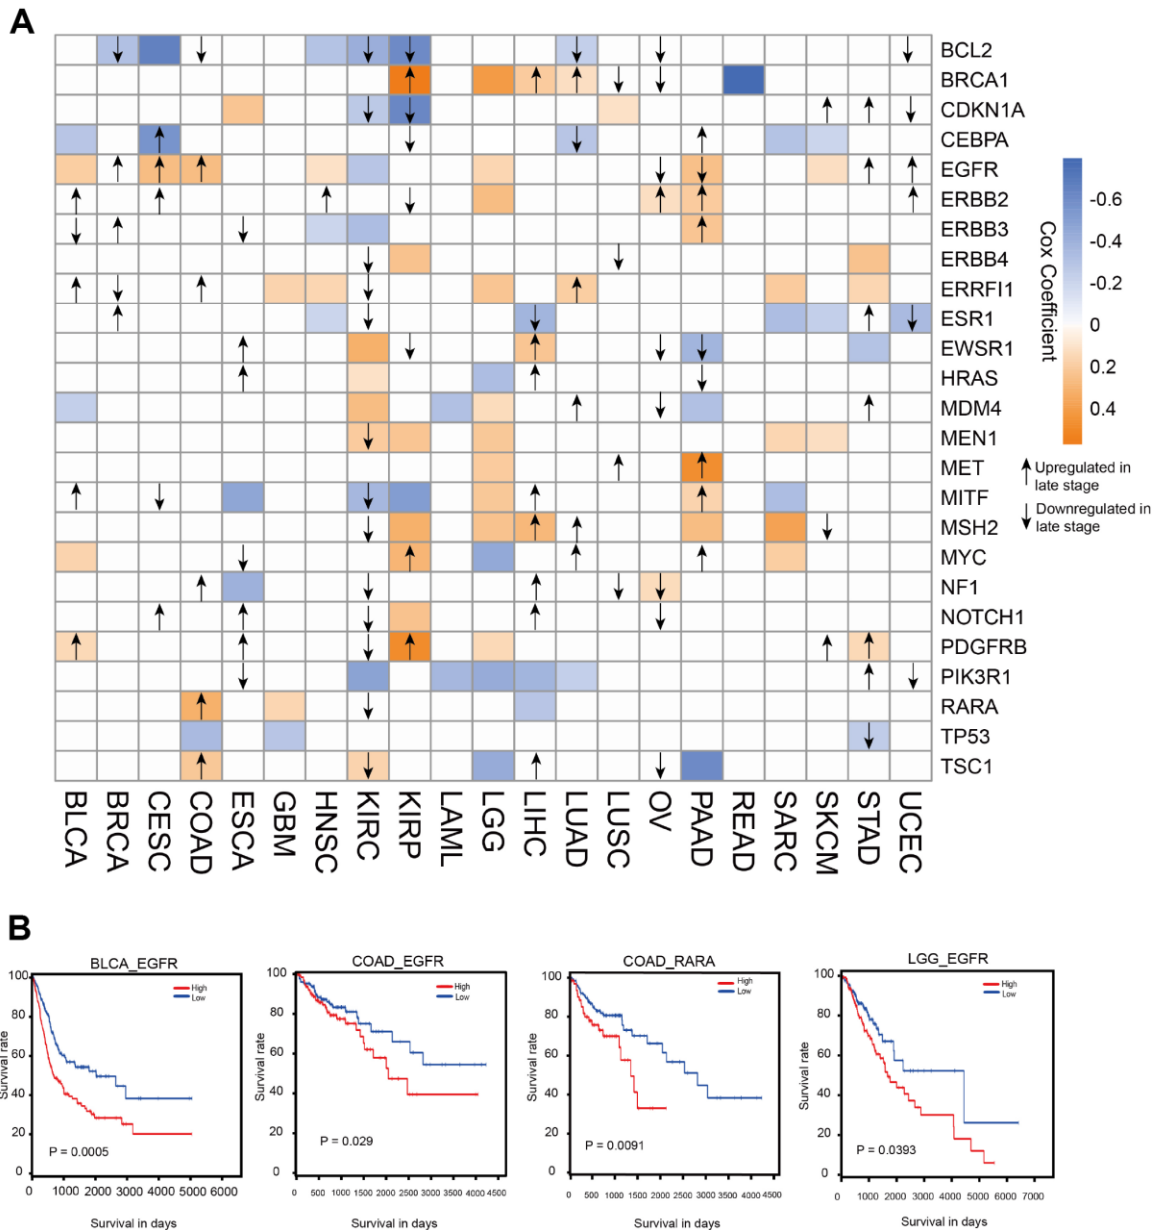 A
BCL2
BRCA1
CDKN1A
CEBPA
EGFR
ERBB2
ERBB3
ERBB4
ERRFI1
ESR1
EWSR1
HRAS
MDM4
MEN1
MET
MITF
MSH2
MYC
NF1
NOTCH1
PDGFRB
PIK3R1
RARA
TP53
TSC1
Cox Coefficient
-0.6
-0.4
-0.2
0
0.2
0.4
Upregulated in
late stage
Downregulated in
late stage
BLCA
BRCA
CESC
COAD
ESCA
GBM
HNSC
KIRC
KIRP
LAML
LGG
LIHC
LUAD
LUSC
OV
PAAD
READ
SARC
SKCM
STAD
UCEC
B
BLCA_EGFR
High
Low
Survival rate
100
80
60
40
20
0
P = 0.0005
0 1000 2000 3000 4000 5000 6000
Survival in days
COAD_EGFR
High
Low
Survival rate
100
80
60
40
20
0
P = 0.029
0 500 1000 1500 2000 2500 3000 3500 4000 4500
Survival in days
COAD_RARA
High
Low
Survival rate
100
80
60
40
20
0
P = 0.0091
0 500 1000 1500 2000 2500 3000 3500 4000 4500
Survival in days
LGG_EGFR
High
Low
Survival rate
100
80
60
40
20
0
P = 0.0393
0 1000 2000 3000 4000 5000 6000 7000
Survival in days